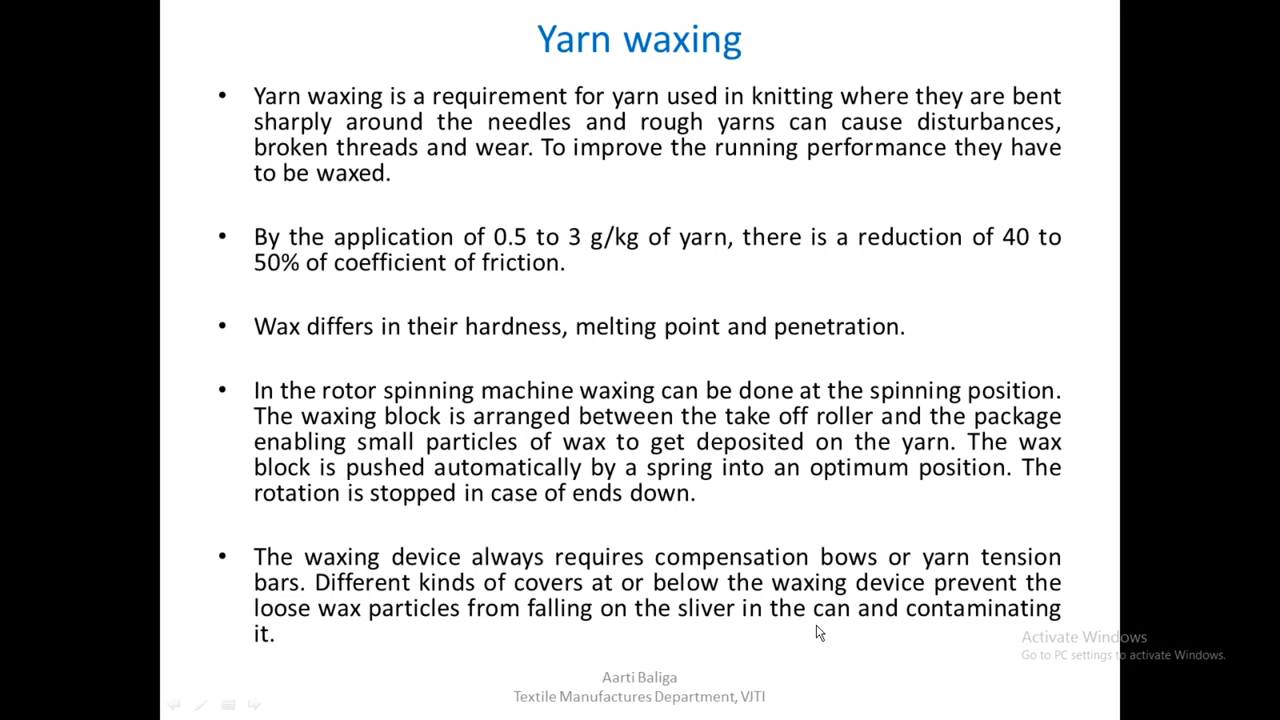 Yarn waxing
• Yarn waxing is a requirement for yarn used in knitting where they are bent
sharply around the needles and rough yarns can cause disturbances,
broken threads and wear. To improve the running performance they have
to be waxed.
• By the application of 0.5 to 3 g/kg of yarn, there is a reduction of 40 to
50% of coefficient of friction.
• Wax differs in their hardness, melting point and penetration.
• In the rotor spinning machine waxing can be done at the spinning position.
The waxing block is arranged between the take off roller and the package
enabling small particles of wax to get deposited on the yarn. The wax
block is pushed automatically by a spring into an optimum position. The
rotation is stopped in case of ends down.
• The waxing device always requires compensation bows or yarn tension
bars. Different kinds of covers at or below the waxing device prevent the
loose wax particles from falling on the sliver in the can and contaminating
it.
Activate Windows
Go to PC settings to activate Windows.
Aarti Baliga
Textile Manufactures Department, VJTI